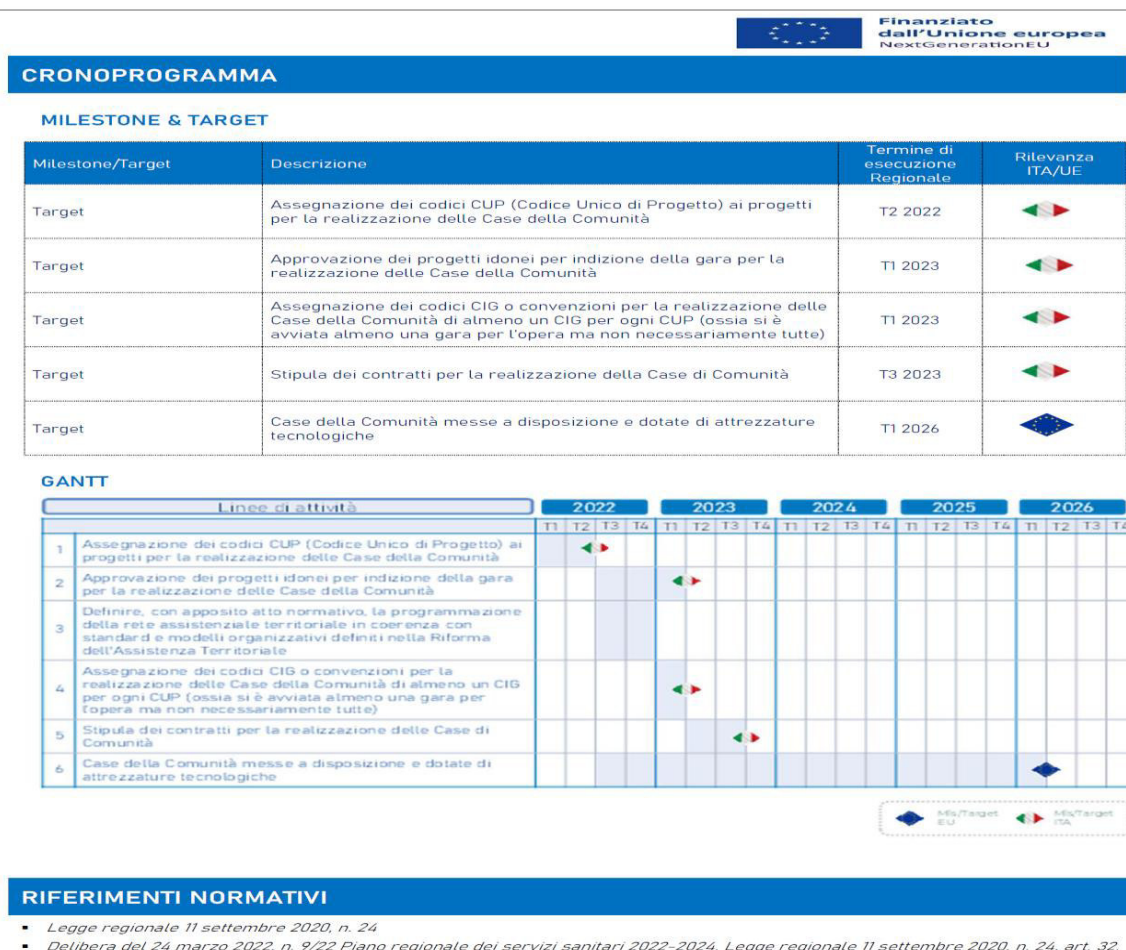 Finanziato
dall'Unione europea
NextGenerationEU
CRONOPROGRAMMA
MILESTONE & TARGET
Milestone/Target
Descrizione
Termine di
esecuzione
Regionale
Rilevanza
ITA/UE
Target
Assegnazione dei codici CUP (Codice Unico di Progetto) ai progetti
per la realizzazione delle Case della Comunità
T2 2022
Target
Approvazione dei progetti idonei per indizione della gara per la
realizzazione delle Case della Comunità
T1 2023
Target
Assegnazione dei codici CIG o convenzioni per la realizzazione delle
Case della Comunità di almeno un CIG per ogni CUP (ossia si è
avviata almeno una gara per l'opera ma non necessariamente tutte)
T1 2023
Target
Stipula dei contratti per la realizzazione della Case di Comunità
T3 2023
Target
Case della Comunità messe a disposizione e dotate di attrezzature
tecnologiche
T1 2026
GANTT
Linee di attività
2022 2023 2024 2025 2026
T1 T2 T3 T4 T1 T2 T3 T4 T1 T2 T3 T4 T1 T2 T3 T4 T1 T2 T3 T4
1 Assegnazione dei codici CUP (Codice Unico di Progetto) ai
progetti per la realizzazione delle Case della Comunità
2 Approvazione dei progetti idonei per indizione della gara
per la realizzazione delle Case della Comunità
3 Definire, con apposito atto normativo, la programmazione
della rete assistenziale territoriale in coerenza con
standard e modelli organizzativi definiti nella Riforma
dell'Assistenza Territoriale
4 Assegnazione dei codici CIG o convenzioni per la
realizzazione delle Case della Comunità di almeno un CIG
per ogni CUP (ossia si è avviata almeno una gara per
l'opera ma non necessariamente tutte)
5 Stipula dei contratti per la realizzazione delle Case di
Comunità
6 Case della Comunità messe a disposizione e dotate di
attrezzature tecnologiche
Mis/Target
EU
Mis/Target
ITA
RIFERIMENTI NORMATIVI
▪ Legge regionale 11 settembre 2020, n. 24
▪ Delibera del 24 marzo 2022, n. 9/22 Piano regionale dei servizi sanitari 2022-2024. Legge regionale 11 settembre 2020, n. 24, art. 32.